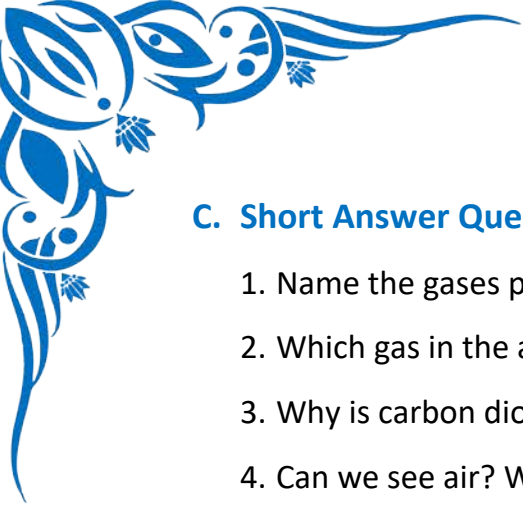 C. Short Answer Que
1. Name the gases p
2. Which gas in the a
3. Why is carbon dio
4. Can we see air? W